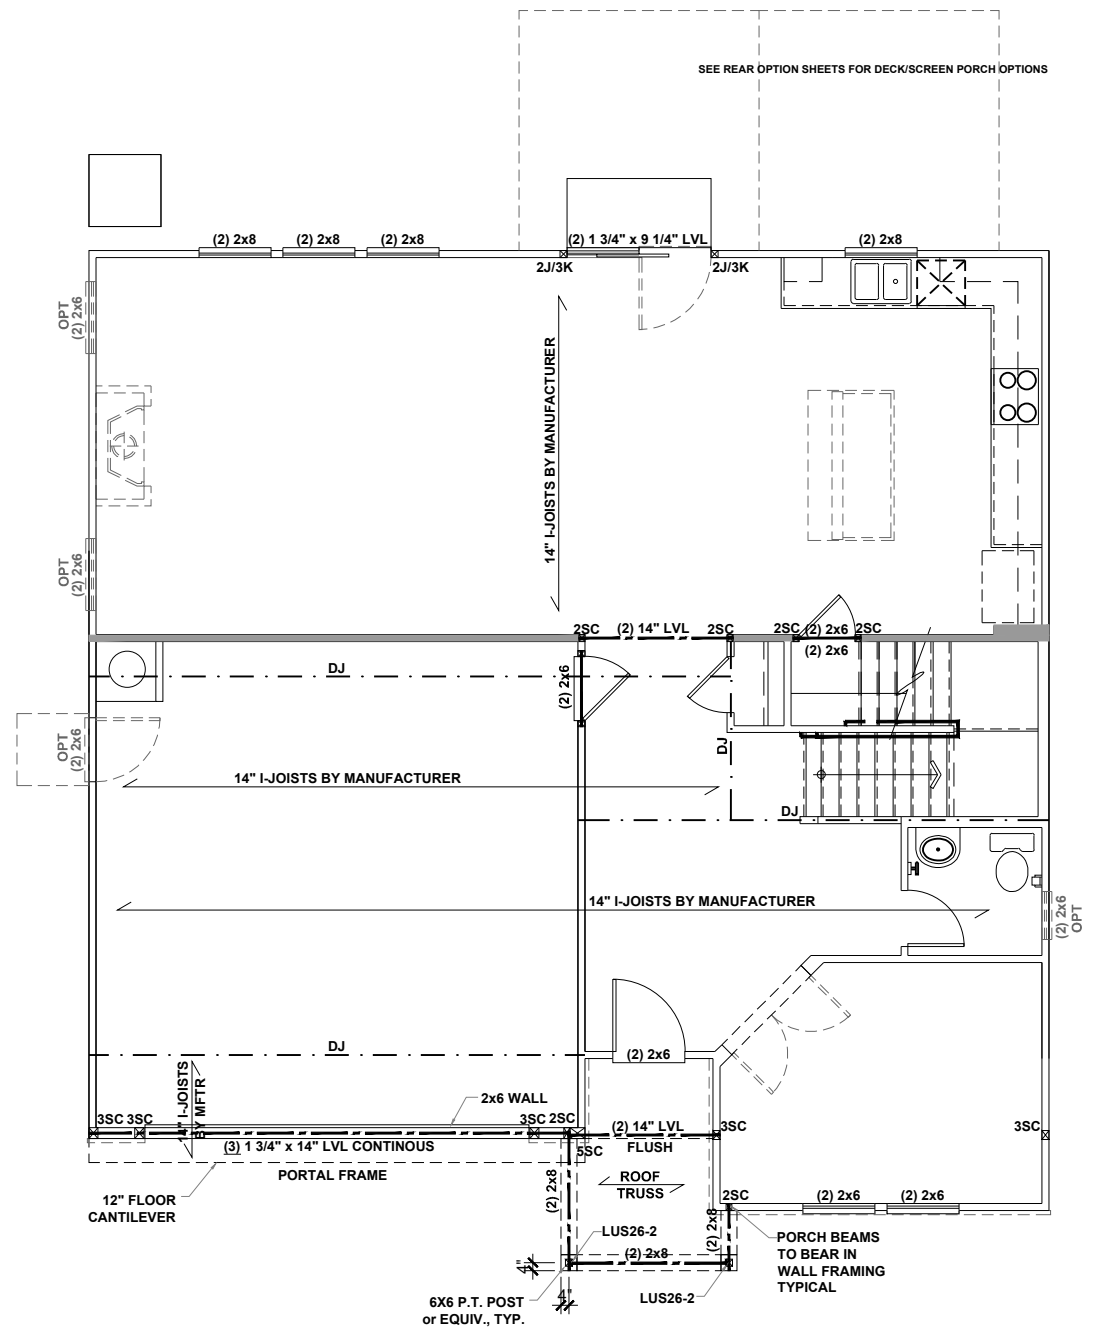 SEE REAR OPTION SHEETS FOR DECK/SCREEN PORCH OPTIONS
(2) 2x8
(2) 2x8
(2) 2x8
(2) 1 3/4" x 9 1/4" LVL
(2) 2x8
2J/3K
2J/3K
OPT
(2) 2x6
14" I-JOISTS BY MANUFACTURER
OPT
(2) 2x6
2SC
(2) 14" LVL
2SC
2SC
(2) 2x6
2SC
(2) 2x6
DJ
(2) 2x6
OPT
(2) 2x6
DJ
14" I-JOISTS BY MANUFACTURER
DJ
14" I-JOISTS BY MANUFACTURER
(2) 2x6
OPT
DJ
(2) 2x6
14" I-JOISTS
BY MFTR
2x6 WALL
3SC
3SC
3SC
2SC
(2) 14" LVL
FLUSH
3SC
3SC
(3) 1 3/4" x 14" LVL CONTINOUS
5SC
PORTAL FRAME
ROOF
TRUSS
12" FLOOR
CANTILEVER
(2) 2x8
2SC
(2) 2x6
(2) 2x6
(2) 2x8
LUS26-2
(2) 2x8
PORCH BEAMS
TO BEAR IN
WALL FRAMING
TYPICAL
4"
4"
6X6 P.T. POST
or EQUIV., TYP.
LUS26-2